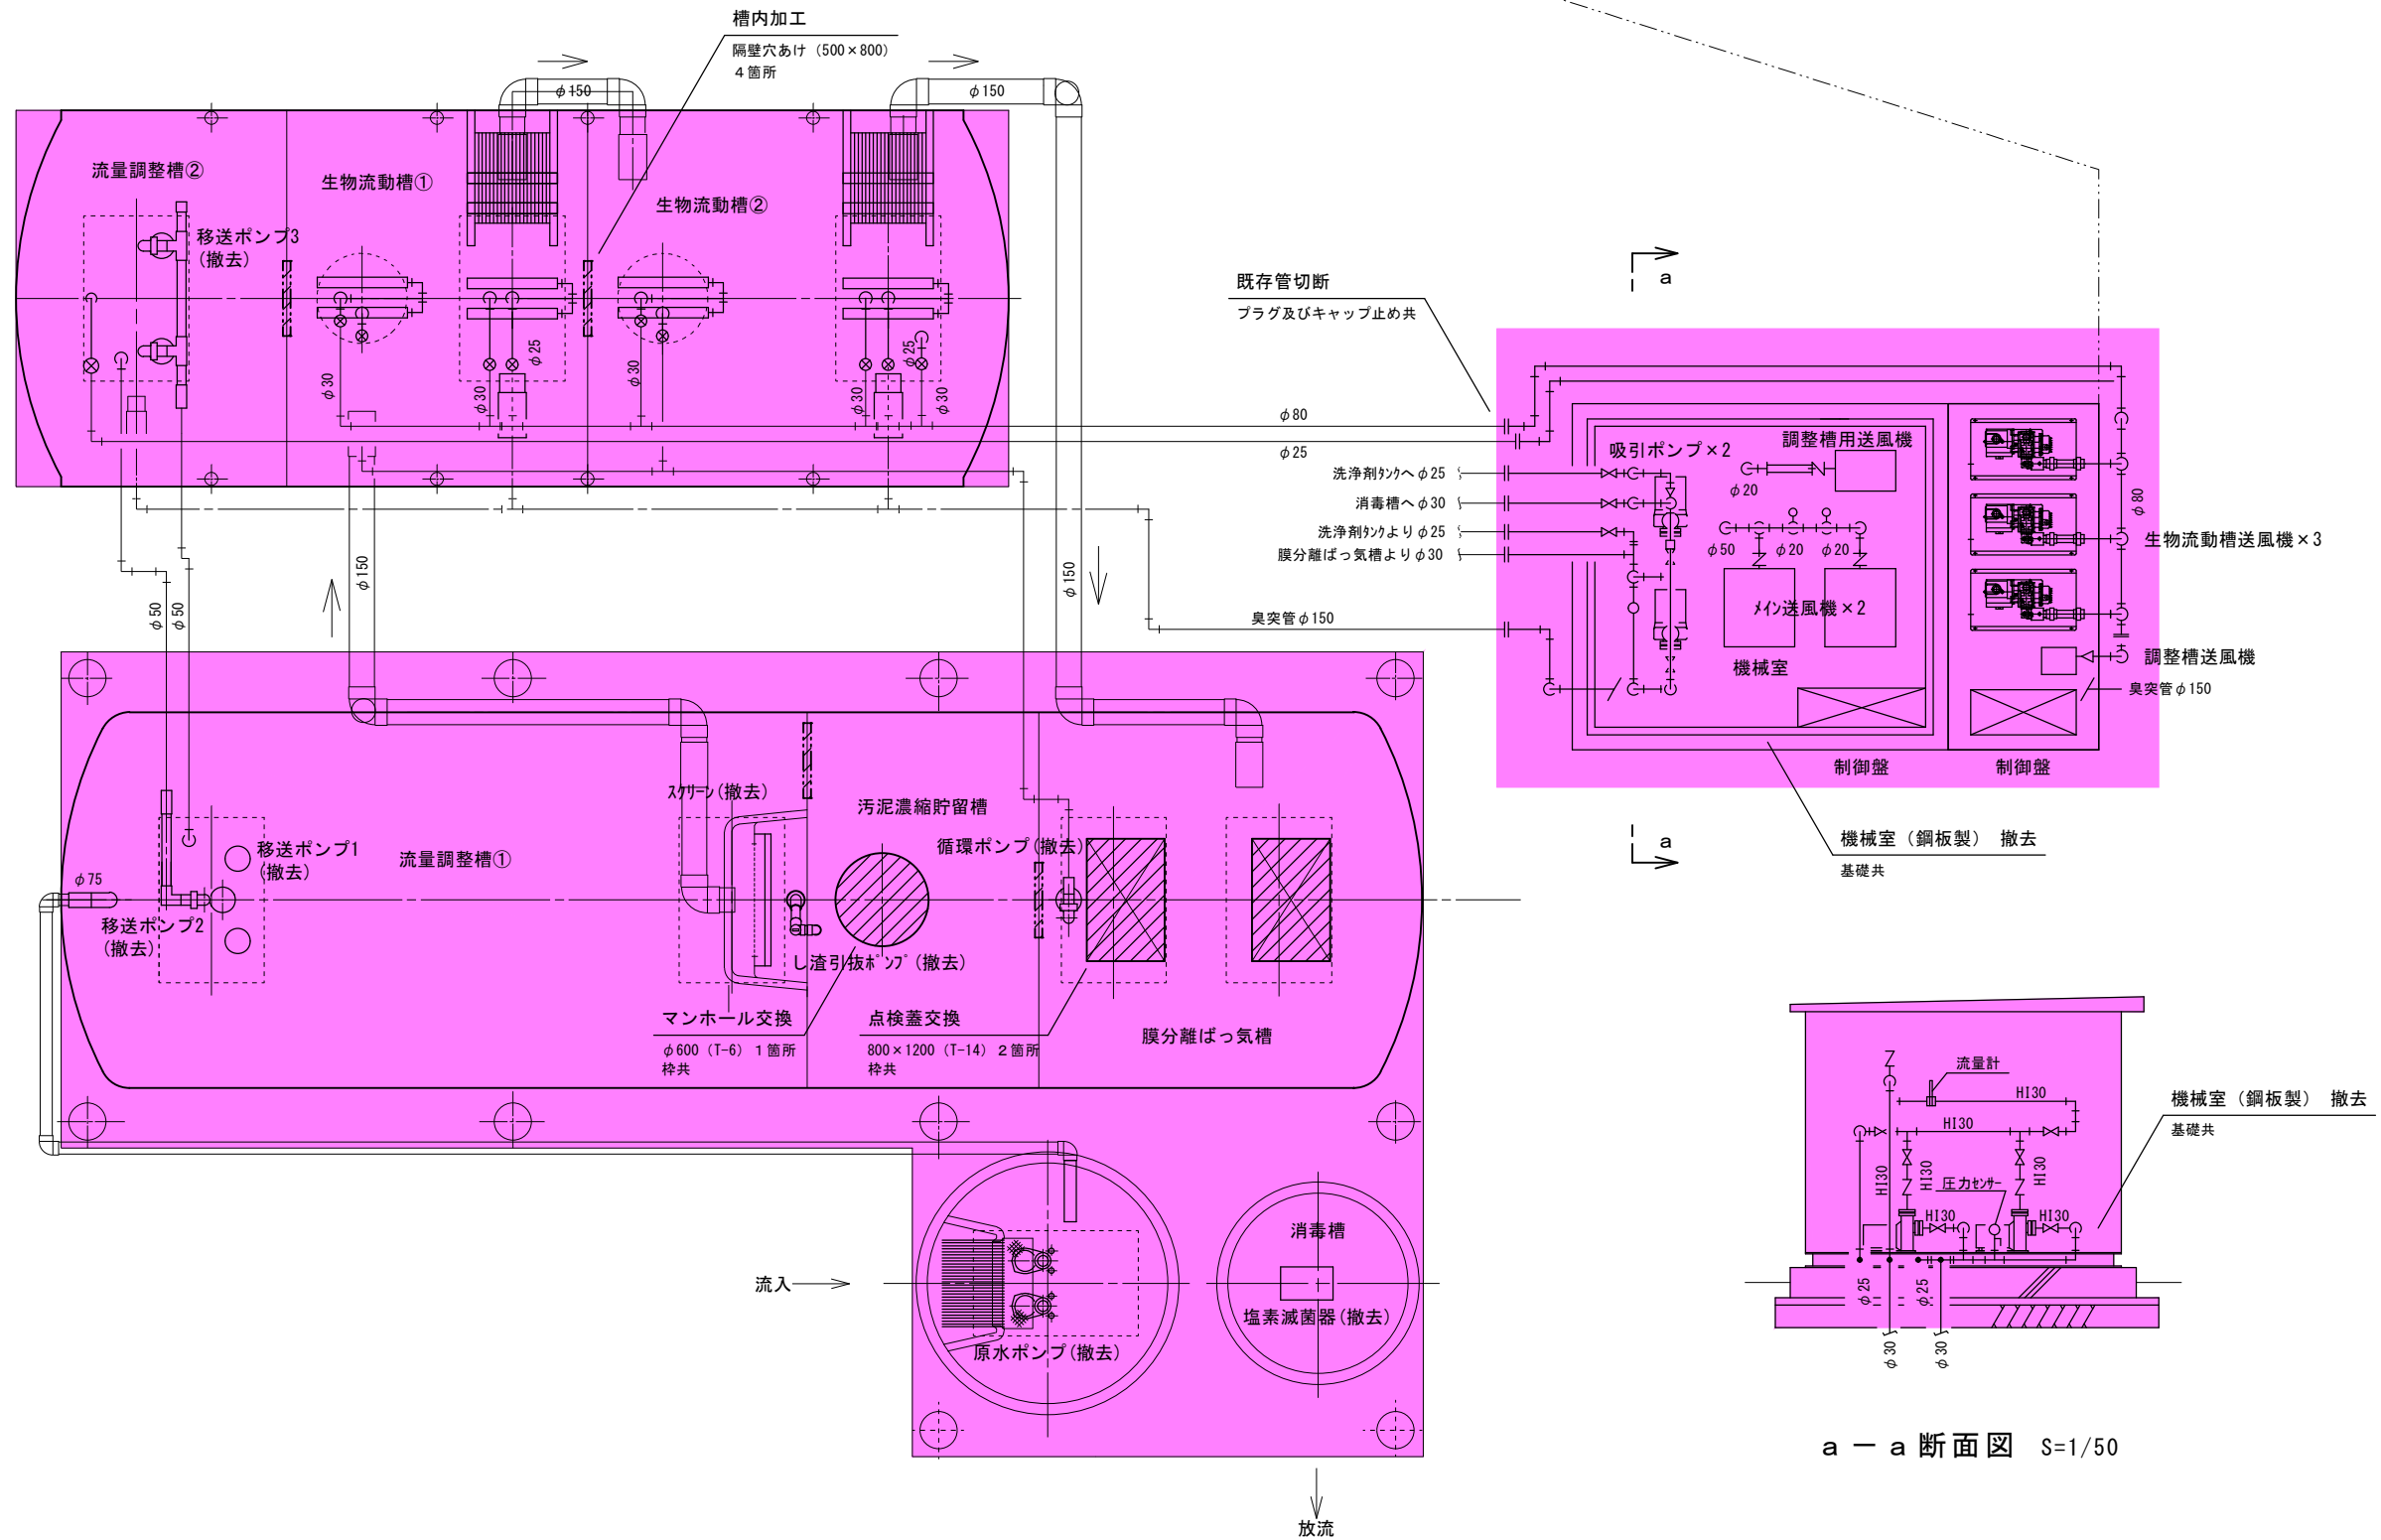 槽内加工
隔壁穴あけ（500×800）
４箇所
φ150
φ150
流量調整槽②
生物流動槽①
生物流動槽②
移送ポンプ3
(撤去)
φ30
φ30
φ25
φ30
φ30
φ25
φ30
既存管切断
プラグ及びキャップ止め共
φ80
φ25
洗浄剤ﾀﾝｸへφ25
消毒槽へφ30
洗浄剤ﾀﾝｸよりφ25
膜分離ばっ気槽よりφ30
臭突管φ150
a
吸引ポンプ×2
調整槽用送風機
φ20
φ50
φ20
φ20
ﾒｲﾝ送風機×2
機械室
φ80
生物流動槽送風機×3
調整槽送風機
臭突管φ150
制御盤
制御盤
a
機械室（鋼板製）　撤去
基礎共
φ50
φ50
φ150
φ150
ｽｸﾘｰﾝ(撤去)
汚泥濃縮貯留槽
循環ポンプ(撤去)
移送ポンプ1
(撤去)
流量調整槽①
φ75
移送ポンプ2
(撤去)
し渣引抜ﾎﾟﾝﾌﾟ(撤去)
マンホール交換
φ600（T-6）１箇所
枠共
点検蓋交換
800×1200（T-14）２箇所
枠共
膜分離ばっ気槽
流入
原水ポンプ(撤去)
消毒槽
塩素滅菌器(撤去)
放流
流量計
HI30
HI30
HI30
HI30
HI30
圧力ｾﾝｻｰ
HI30
HI30
φ25
φ25
φ30
φ30
機械室（鋼板製）　撤去
基礎共
a － a 断面図　S=1/50